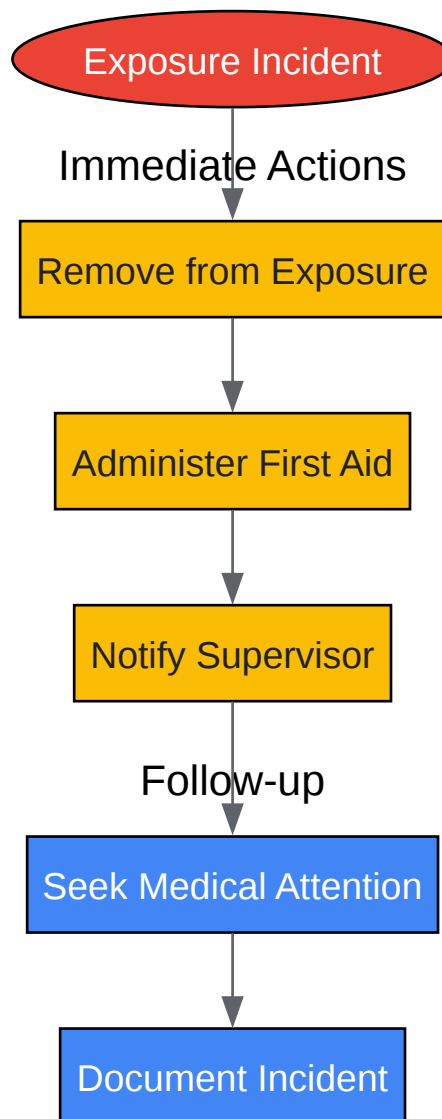 Exposure Incident
Immediate Actions
Remove from Exposure
Administer First Aid
Notify Supervisor
Follow-up
Seek Medical Attention
Document Incident